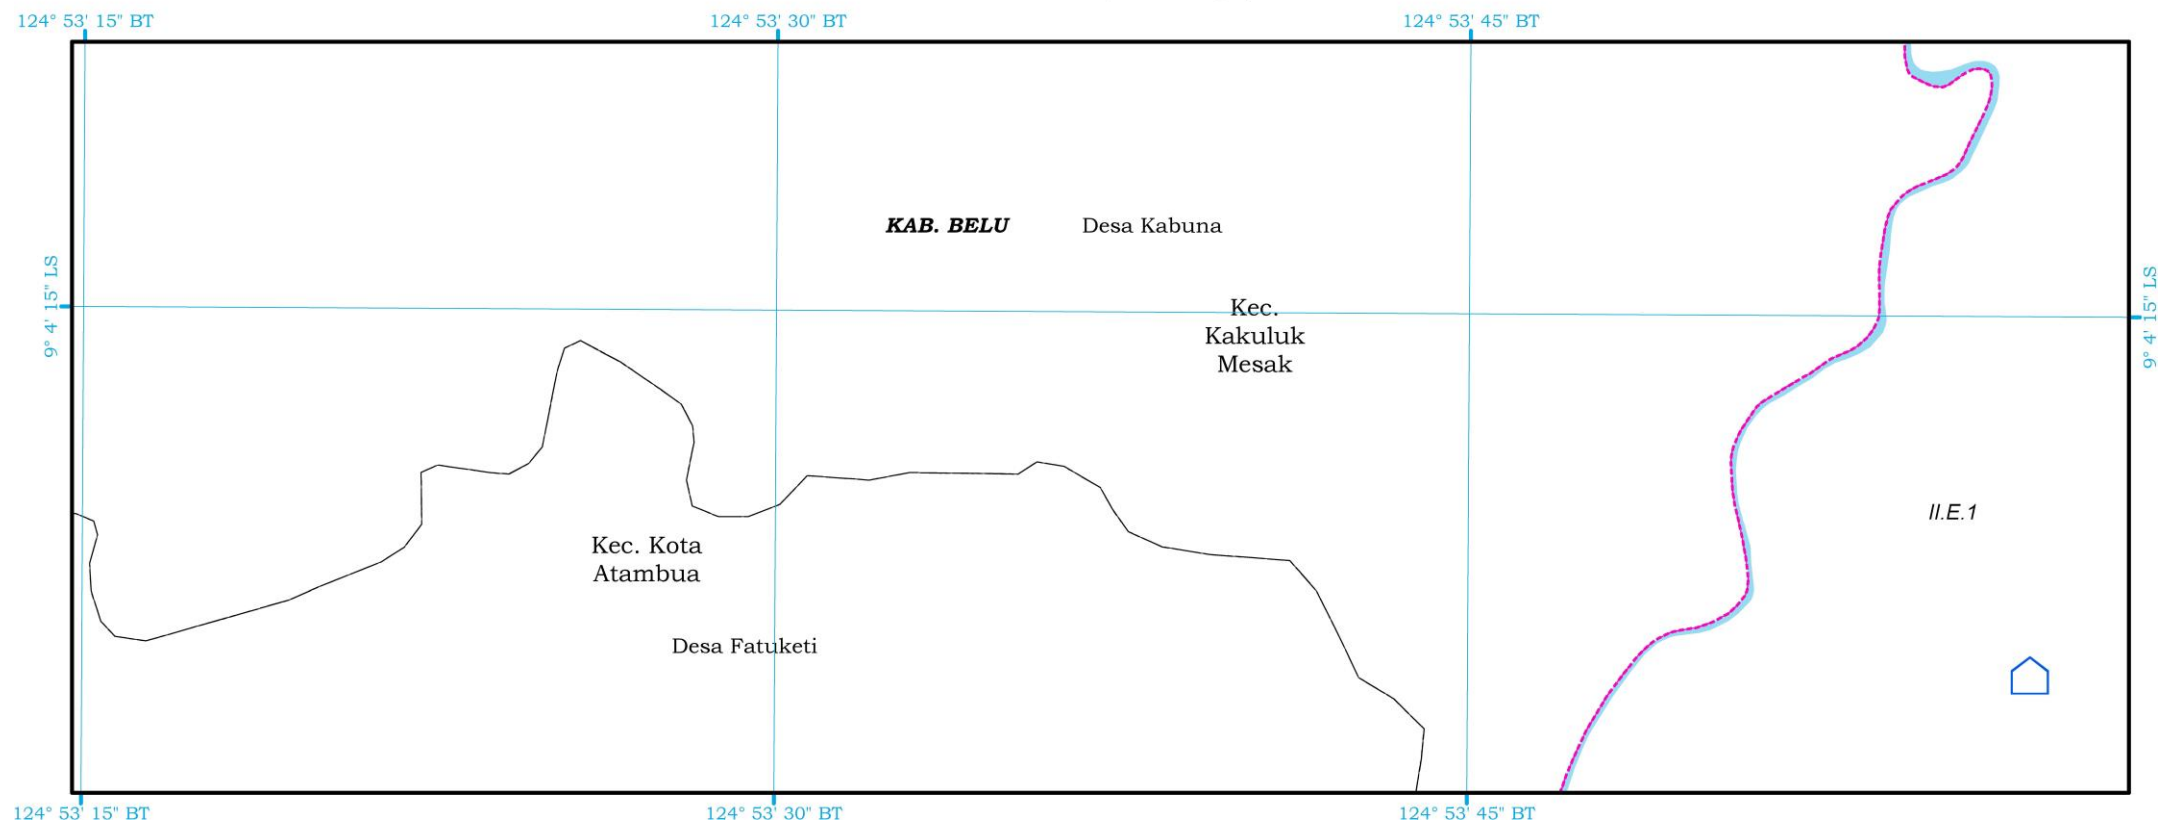 124° 53' 15" BT
124° 53' 30" BT
124° 53' 45" BT
KAB. BELU
Desa Kabuna
9° 4' 15" LS
9° 4' 15" LS
Kec.
Kakuluk
Mesak
II.E.1
Kec. Kota
Atambua
Desa Fatuketi
124° 53' 15" BT
124° 53' 30" BT
124° 53' 45" BT